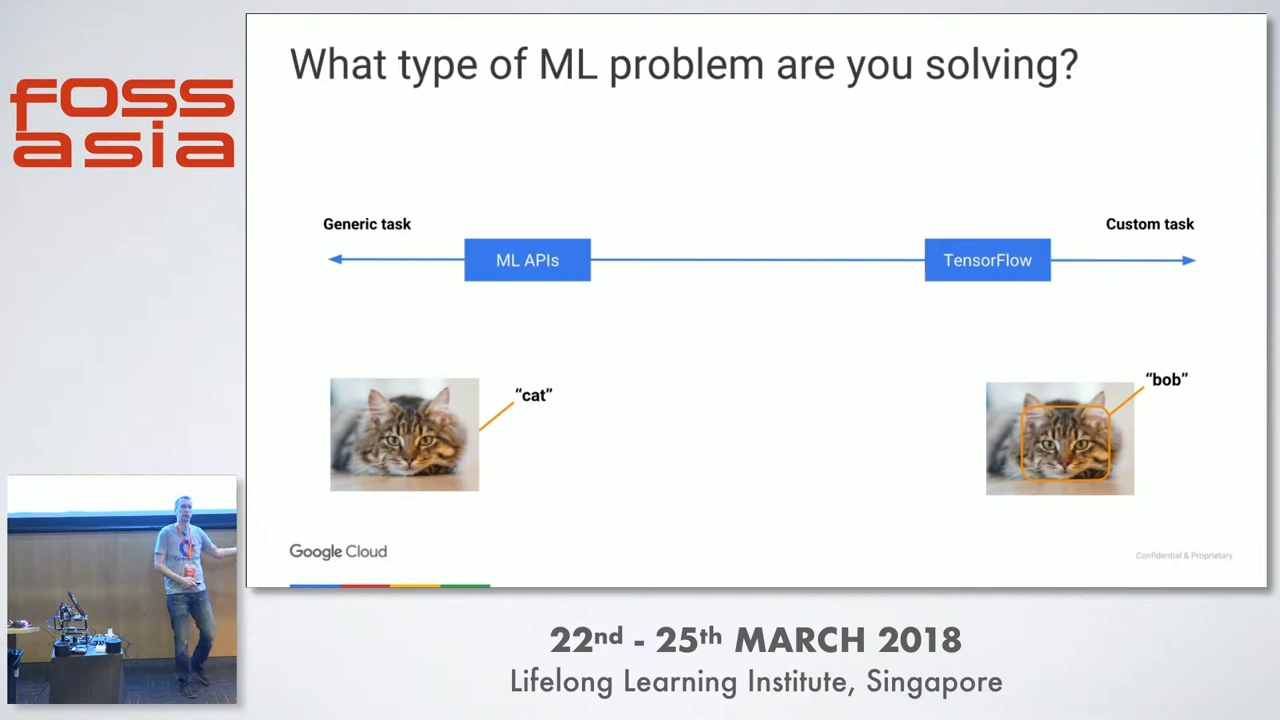 foss
asia
What type of ML problem are you solving?
Generic task
Custom task
ML APIs
TensorFlow
“cat”
“bob”
Google Cloud
Confidential & Proprietary
22nd - 25th MARCH 2018
Lifelong Learning Institute, Singapore